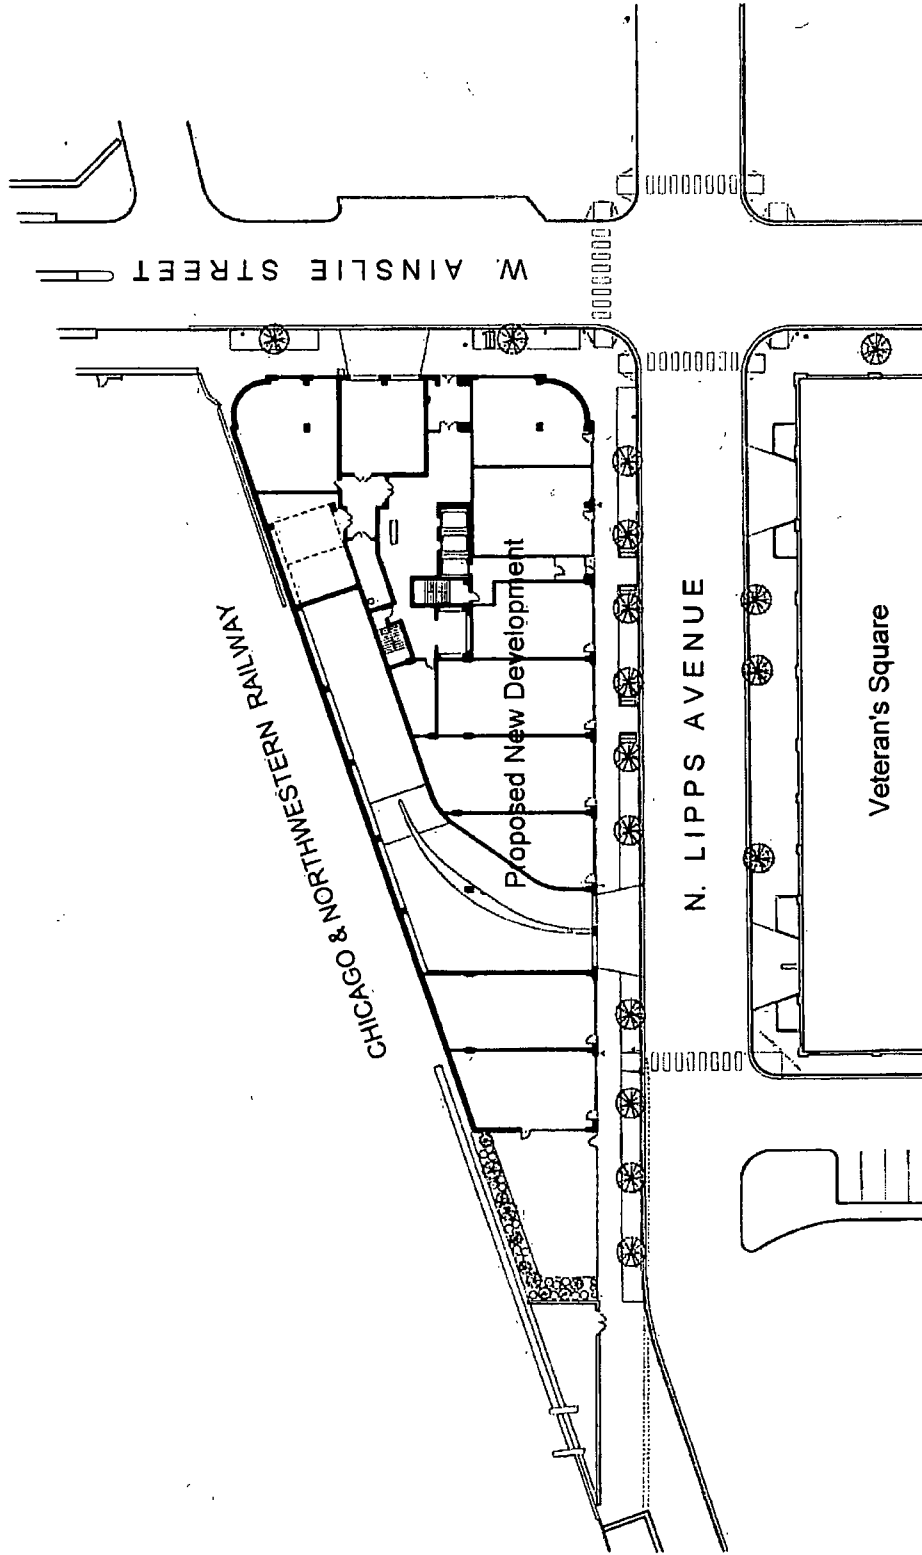 W. AINSLIE STREET
CHICAGO & NORTHWESTERN RAILWAY
Proposed New Development
N. LIPPS AVENUE
Veteran's Square